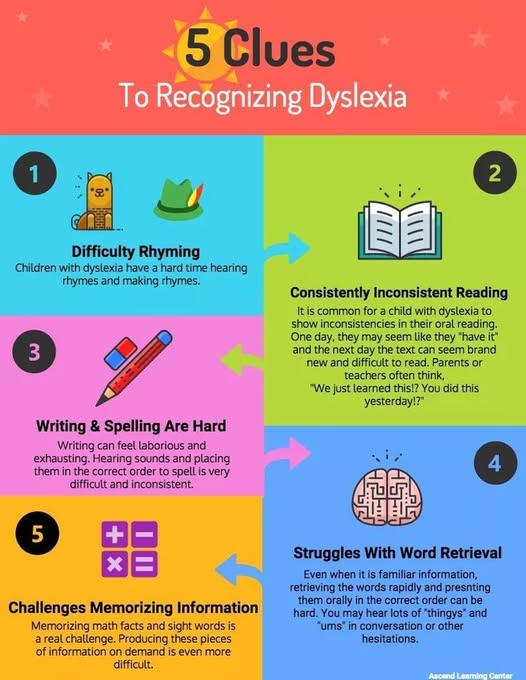 5 Clues
To Recognizing Dyslexia
1
Difficulty Rhyming
Children with dyslexia have a hard time hearing
rhymes and making rhymes.
2
Consistently Inconsistent Reading
It is common for a child with dyslexia to
show inconsistencies in their oral reading.
One day, they may seem like they "have it"
and the next day the text can seem brand
new and difficult to read. Parents or
teachers often think,
"We just learned this!? You did this
yesterday!?"
3
Writing & Spelling Are Hard
Writing can feel laborious and
exhausting. Hearing sounds and placing
them in the correct order to spell is very
difficult and inconsistent.
4
Struggles With Word Retrieval
Even when it is familiar information,
retrieving the words rapidly and presnting
them orally in the correct order can be
hard. You may hear lots of "thingys" and
"ums" in conversation or other
hesitations.
5
Challenges Memorizing Information
Memorizing math facts and sight words is
a real challenge. Producing these pieces
of information on demand is even more
difficult.
Ascend Learning Center